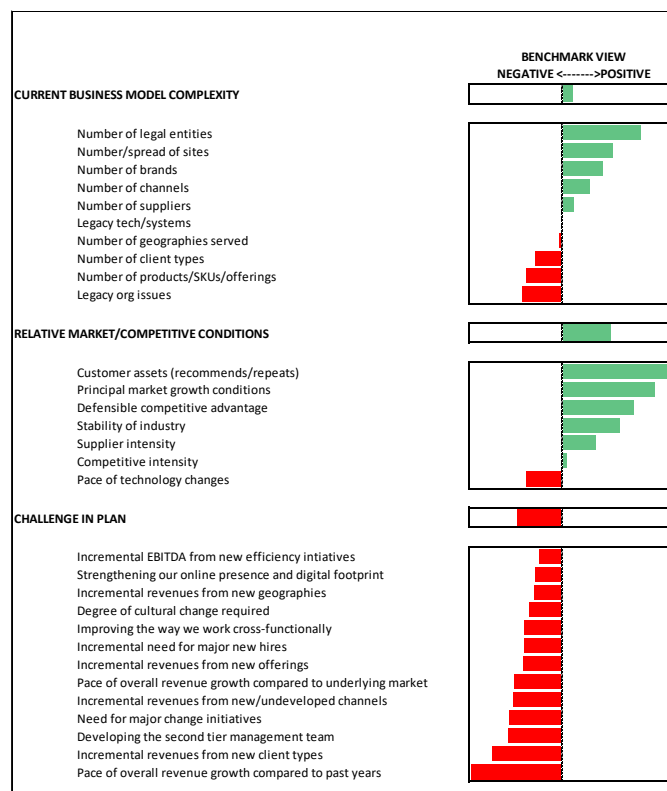 BENCHMARK VIEW
NEGATIVE <------->POSITIVE
CURRENT BUSINESS MODEL COMPLEXITY
Number of legal entities
Number/spread of sites
Number of brands
Number of channels
Number of suppliers
Legacy tech/systems
Number of geographies served
Number of client types
Number of products/SKUs/offerings
Legacy org issues
RELATIVE MARKET/COMPETITIVE CONDITIONS
Customer assets (recommends/repeats)
Principal market growth conditions
Defensible competitive advantage
Stability of industry
Supplier intensity
Competitive intensity
Pace of technology changes
CHALLENGE IN PLAN
Incremental EBITDA from new efficiency intiatives
Strengthening our online presence and digital footprint
Incremental revenues from new geographies
Degree of cultural change required
Improving the way we work cross-functionally
Incremental need for major new hires
Incremental revenues from new offerings
Pace of overall revenue growth compared to underlying market
Incremental revenues from new/undeveloped channels
Need for major change initiatives
Developing the second tier management team
Incremental revenues from new client types
Pace of overall revenue growth compared to past years